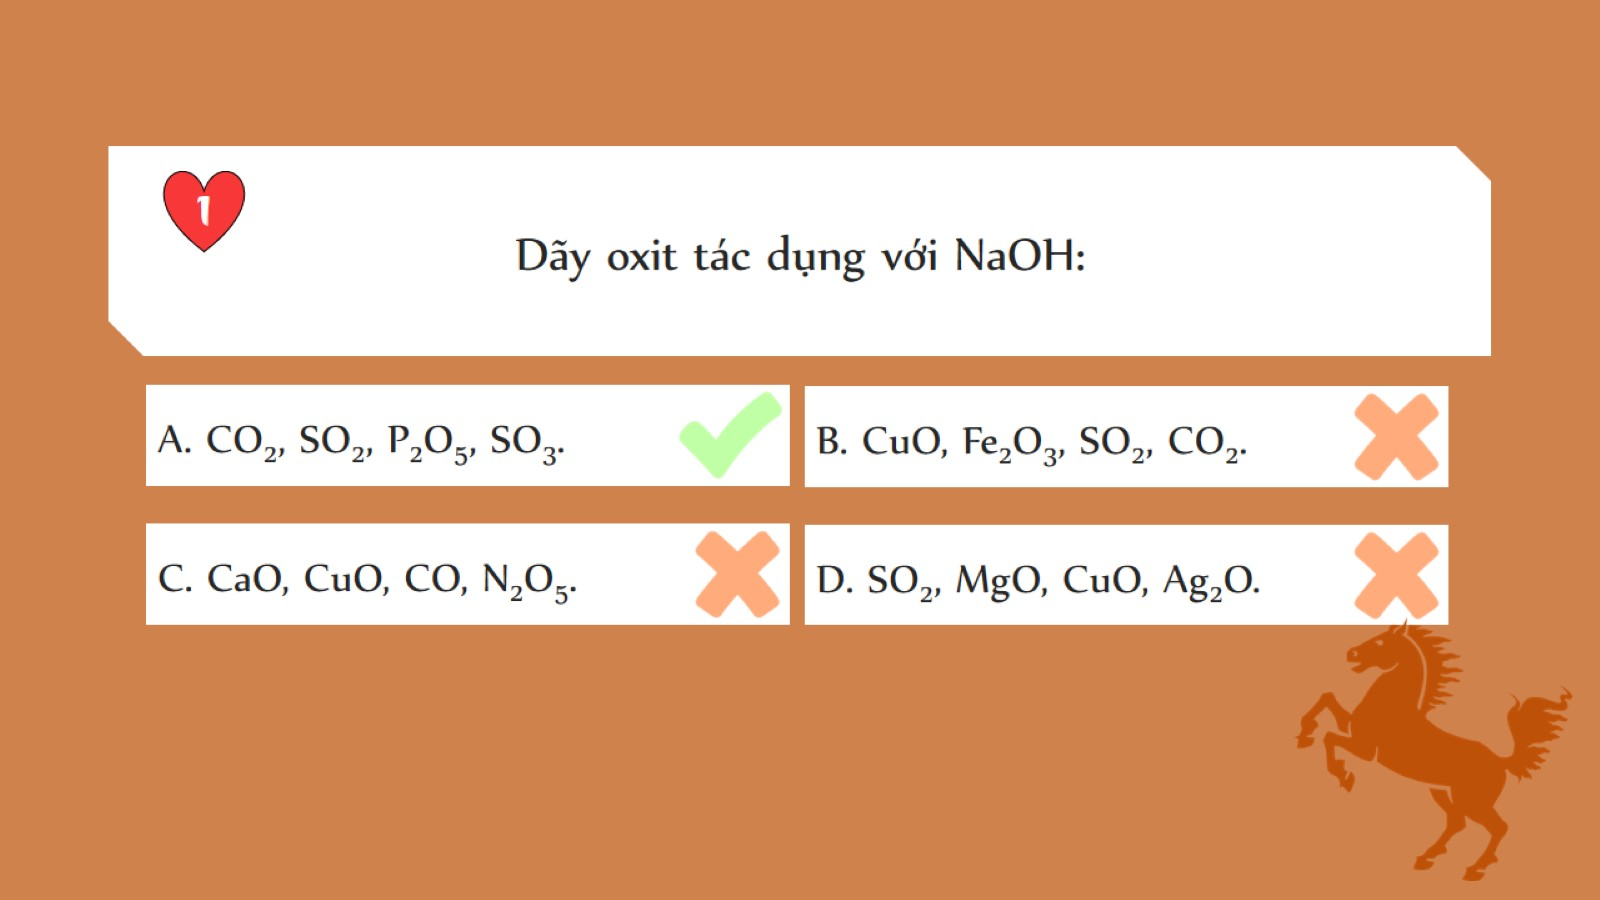 1
Dãy oxit tác dụng với NaOH:
A. CO₂, SO₂, P₂O₅, SO₃.
B. CuO, Fe₂O₃, SO₂, CO₂.
C. CaO, CuO, CO, N₂O₅.
D. SO₂, MgO, CuO, Ag₂O.